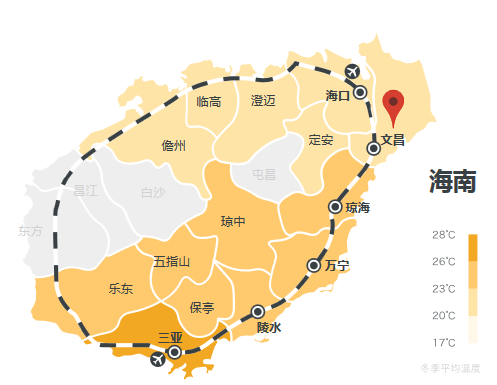 临高
澄迈
海口
儋州
定安
文昌
昌江
白沙
屯昌
海南
东方
琼中
琼海
五指山
万宁
乐东
保亭
陵水
三亚
28℃
26℃
23℃
20℃
17℃
冬季平均温度